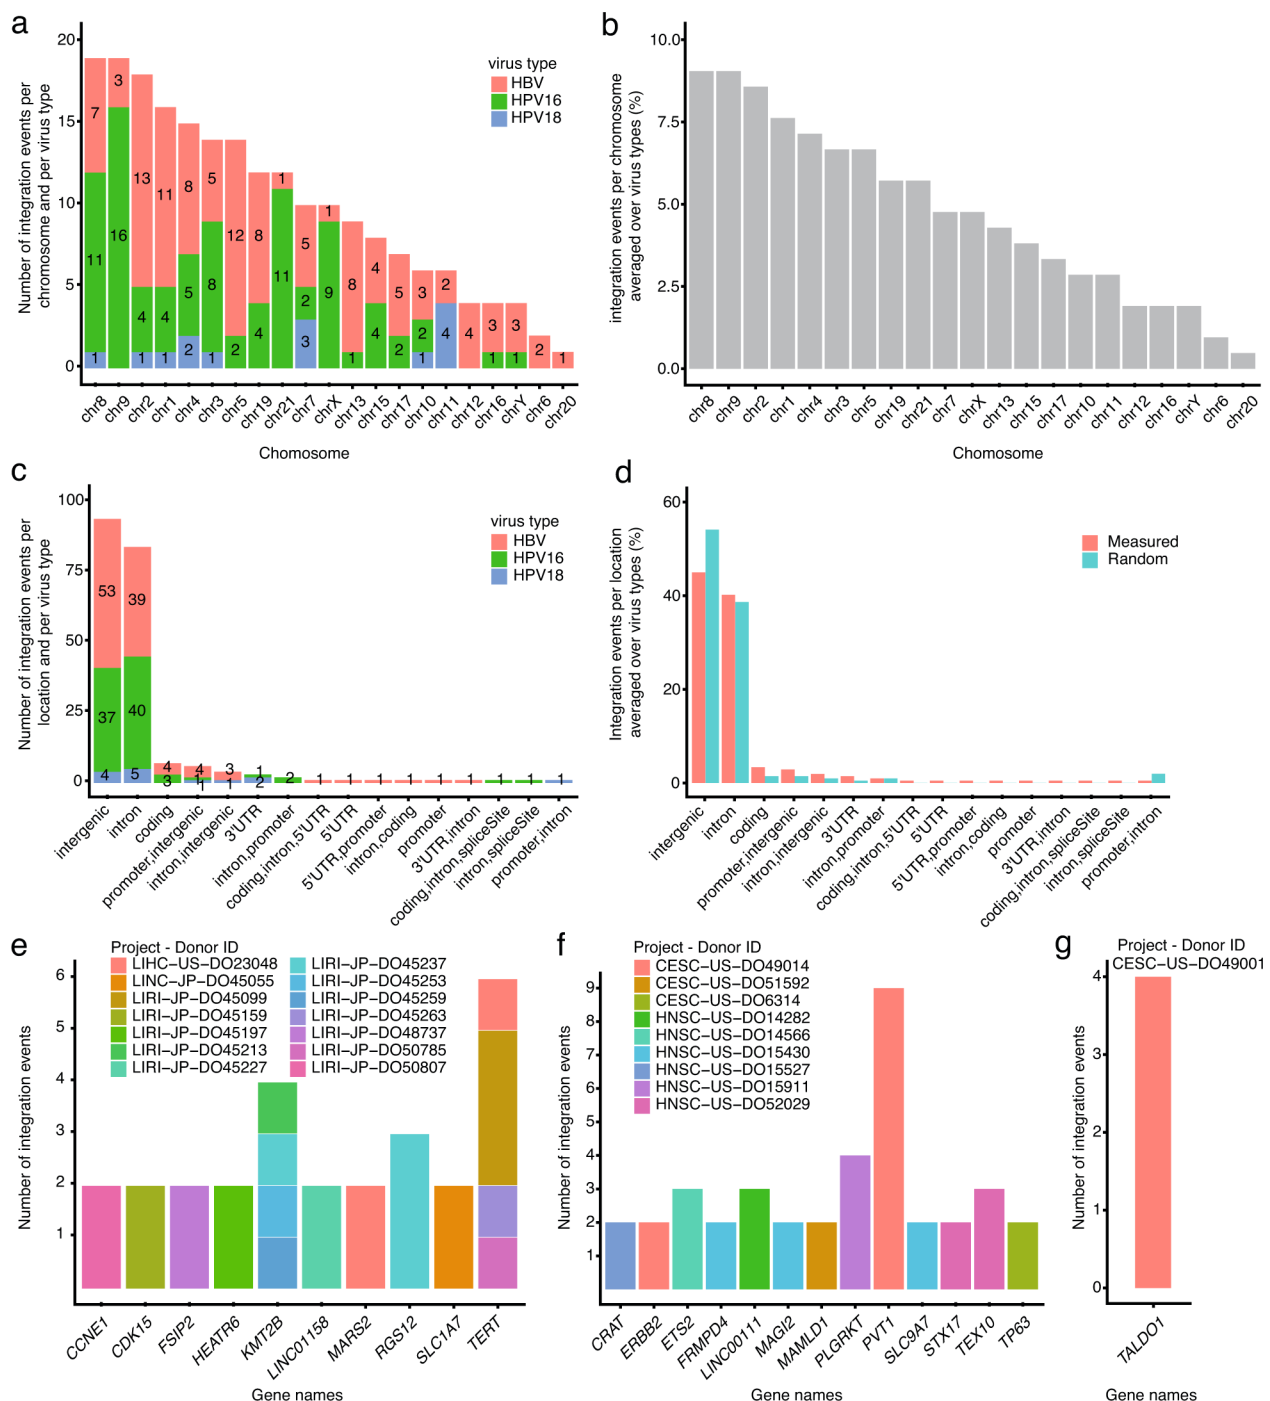 a
Number of integration events per
chromosome and per virus type
20
15
10
5
0
virus type
HBV
HPV16
HPV18
7
11
1
3
16
13
4
1
11
4
1
8
5
2
5
8
1
12
2
8
4
1
11
5
2
3
1
9
8
1
4
4
5
2
3
2
1
2
4
4
3
1
3
1
2
1
chr8
chr9
chr2
chr1
chr4
chr3
chr5
chr19
chr21
chr7
chrX
chr13
chr15
chr17
chr10
chr11
chr12
chr16
chrY
chr6
chr20
Chromosome
b
integration events per chromosome
averaged over virus types (%)
10.0
7.5
5.0
2.5
0.0
chr8
chr9
chr2
chr1
chr4
chr3
chr5
chr19
chr21
chr7
chrX
chr13
chr15
chr17
chr10
chr11
chr12
chr16
chrY
chr6
chr20
Chromosome
c
Number of integration events per
location and per virus type
100
75
50
25
0
virus type
HBV
HPV16
HPV18
53
37
4
39
40
5
4
3
4
1
1
3
1
1
2
2
1
1
1
1
1
1
1
1
1
intergenic
intron
coding
promoter,intergenic
intron,intergenic
3'UTR
intron,promoter
coding,intron,5'UTR
5'UTR
5'UTR,promoter
intron,coding
promoter
3'UTR,intron
coding,intron,spliceSite
intron,spliceSite
promoter,intron
d
Integration events per location
averaged over virus types (%)
60
40
20
0
Measured
Random
intergenic
intron
coding
promoter,intergenic
intron,intergenic
3'UTR
intron,promoter
coding,intron,5'UTR
5'UTR
5'UTR,promoter
intron,coding
promoter
3'UTR,intron
coding,intron,spliceSite
intron,spliceSite
promoter,intron
e
Number of integration events
6
5
4
3
2
1
Project - Donor ID
LIHC−US−DO23048
LINC−JP−DO45055
LIRI−JP−DO45099
LIRI−JP−DO45159
LIRI−JP−DO45197
LIRI−JP−DO45213
LIRI−JP−DO45227
LIRI−JP−DO45237
LIRI−JP−DO45253
LIRI−JP−DO45259
LIRI−JP−DO45263
LIRI−JP−DO48737
LIRI−JP−DO50785
LIRI−JP−DO50807
CCNE1
CDK15
FSIP2
HEATR6
KMT2B
LINC01158
MARS2
RGS12
SLC1A7
TERT
Gene names
f
Number of integration events
9
8
7
6
5
4
3
2
1
Project - Donor ID
CESC−US−DO49014
CESC−US−DO51592
CESC−US−DO6314
HNSC−US−DO14282
HNSC−US−DO14566
HNSC−US−DO15430
HNSC−US−DO15527
HNSC−US−DO15911
HNSC−US−DO52029
CRAT
ERBB2
ETS2
FRMPD4
LINC00111
MAGI2
MAMLD1
PLGRKT
PVT1
SLC9A7
STX17
TEX10
TP63
Gene names
g
Project - Donor ID
CESC−US−DO49001
Number of integration events
4
3
2
1
0
TALDO1
Gene names